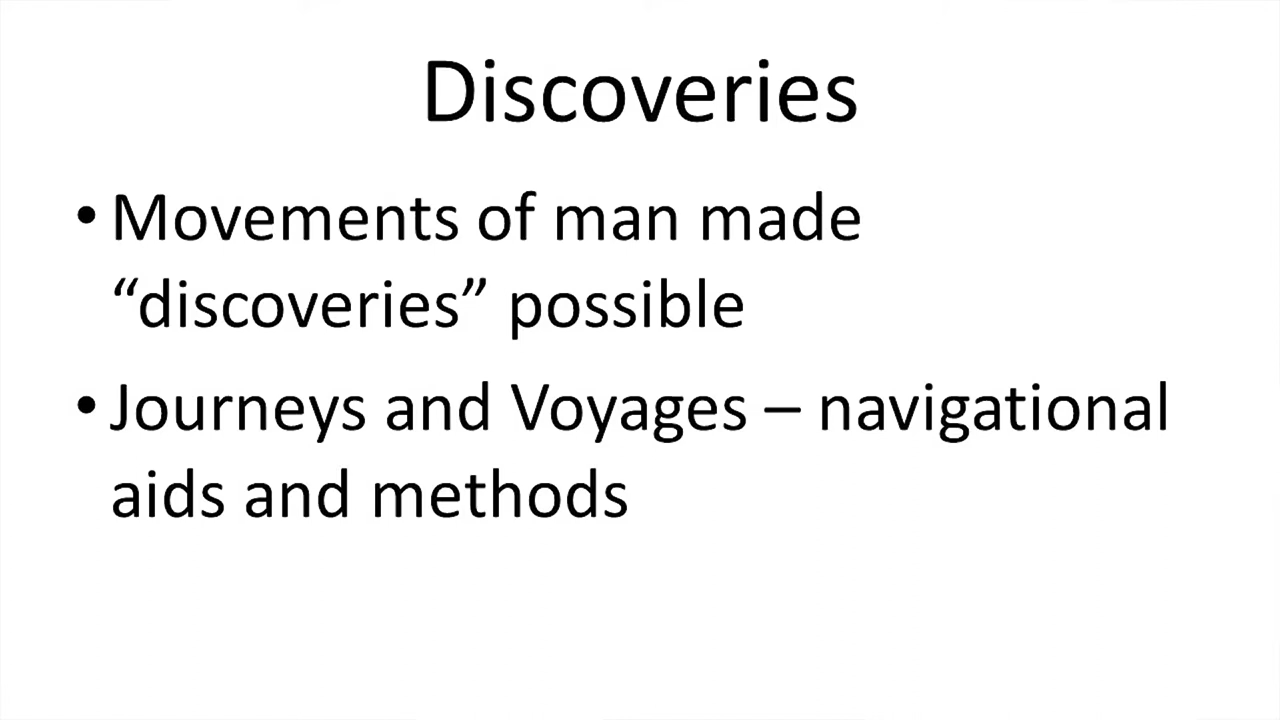 Discoveries
• Movements of man made
“discoveries” possible
• Journeys and Voyages – navigational
aids and methods